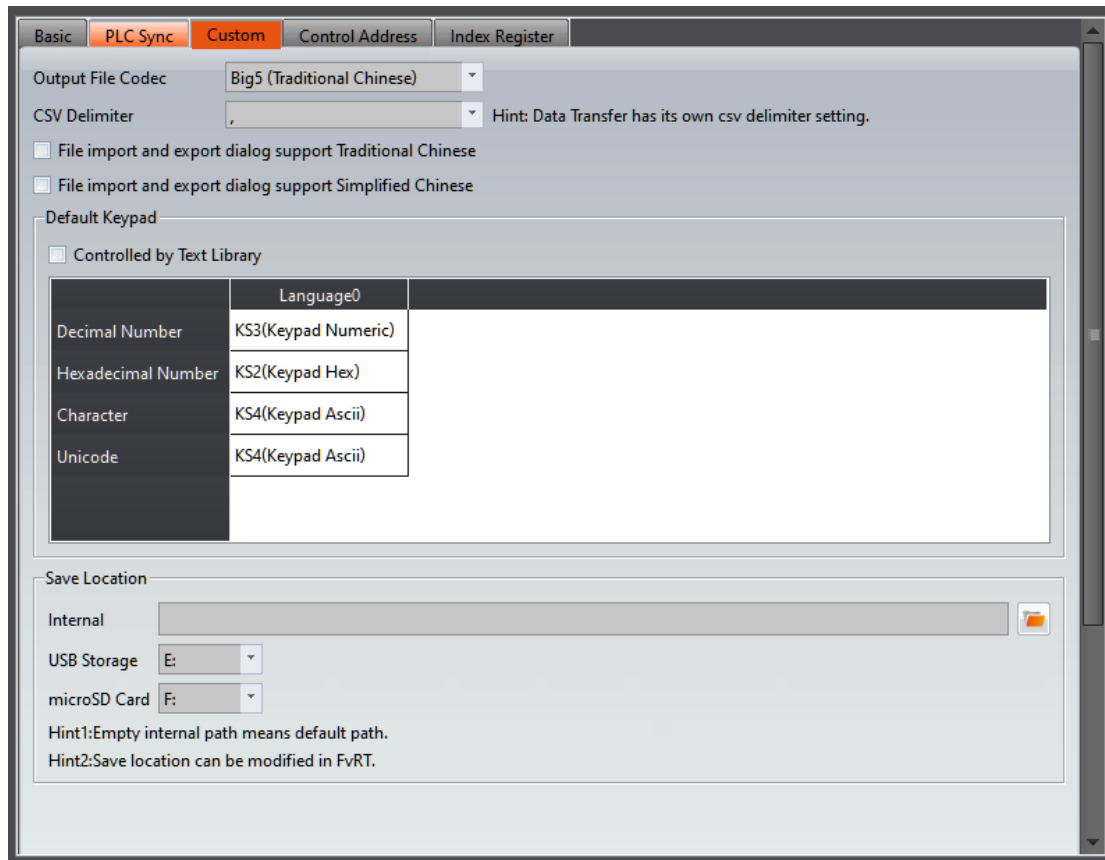 Basic PLC Sync Custom Control Address Index Register
Output File Codec Big5 (Traditional Chinese)
CSV Delimiter , Hint: Data Transfer has its own csv delimiter setting.
File import and export dialog support Traditional Chinese
File import and export dialog support Simplified Chinese
Default Keypad
Controlled by Text Library
Language0
Decimal Number KS3(Keypad Numeric)
Hexadecimal Number KS2(Keypad Hex)
Character KS4(Keypad Ascii)
Unicode KS4(Keypad Ascii)
Save Location
Internal
USB Storage E:
microSD Card F:
Hint1:Empty internal path means default path.
Hint2:Save location can be modified in FvRT.